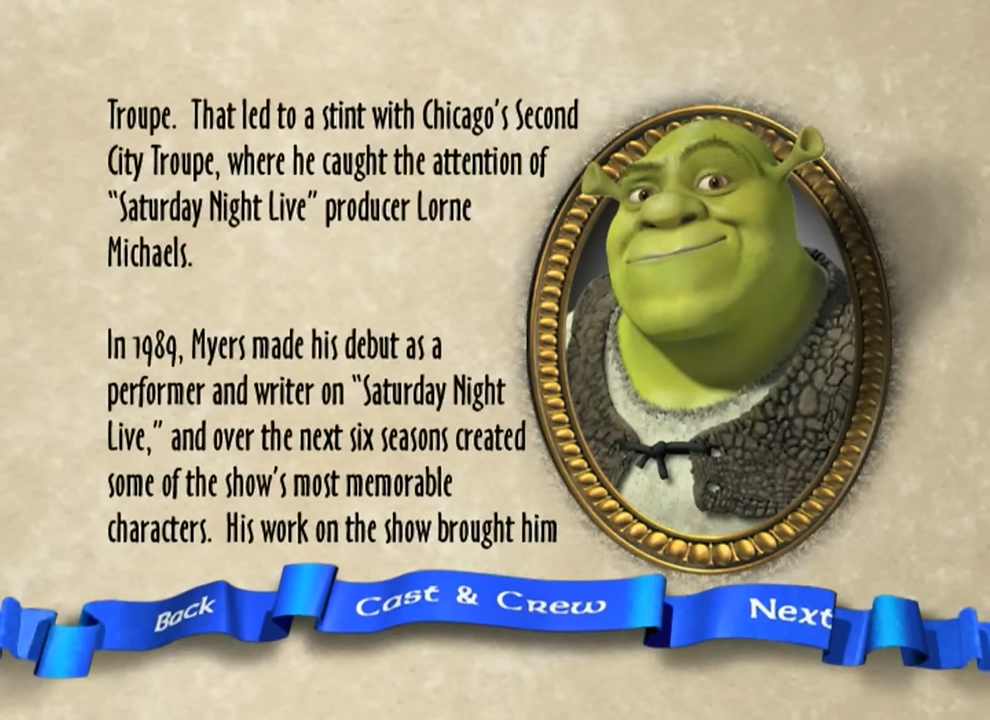 Troupe.  That led to a stint with Chicago's Second
City Troupe, where he caught the attention of
"Saturday Night Live" producer Lorne
Michaels.
In 1989, Myers made his debut as a
performer and writer on "Saturday Night
Live," and over the next six seasons created
some of the show's most memorable
characters.  His work on the show brought him
Back
Cast & Crew
Next